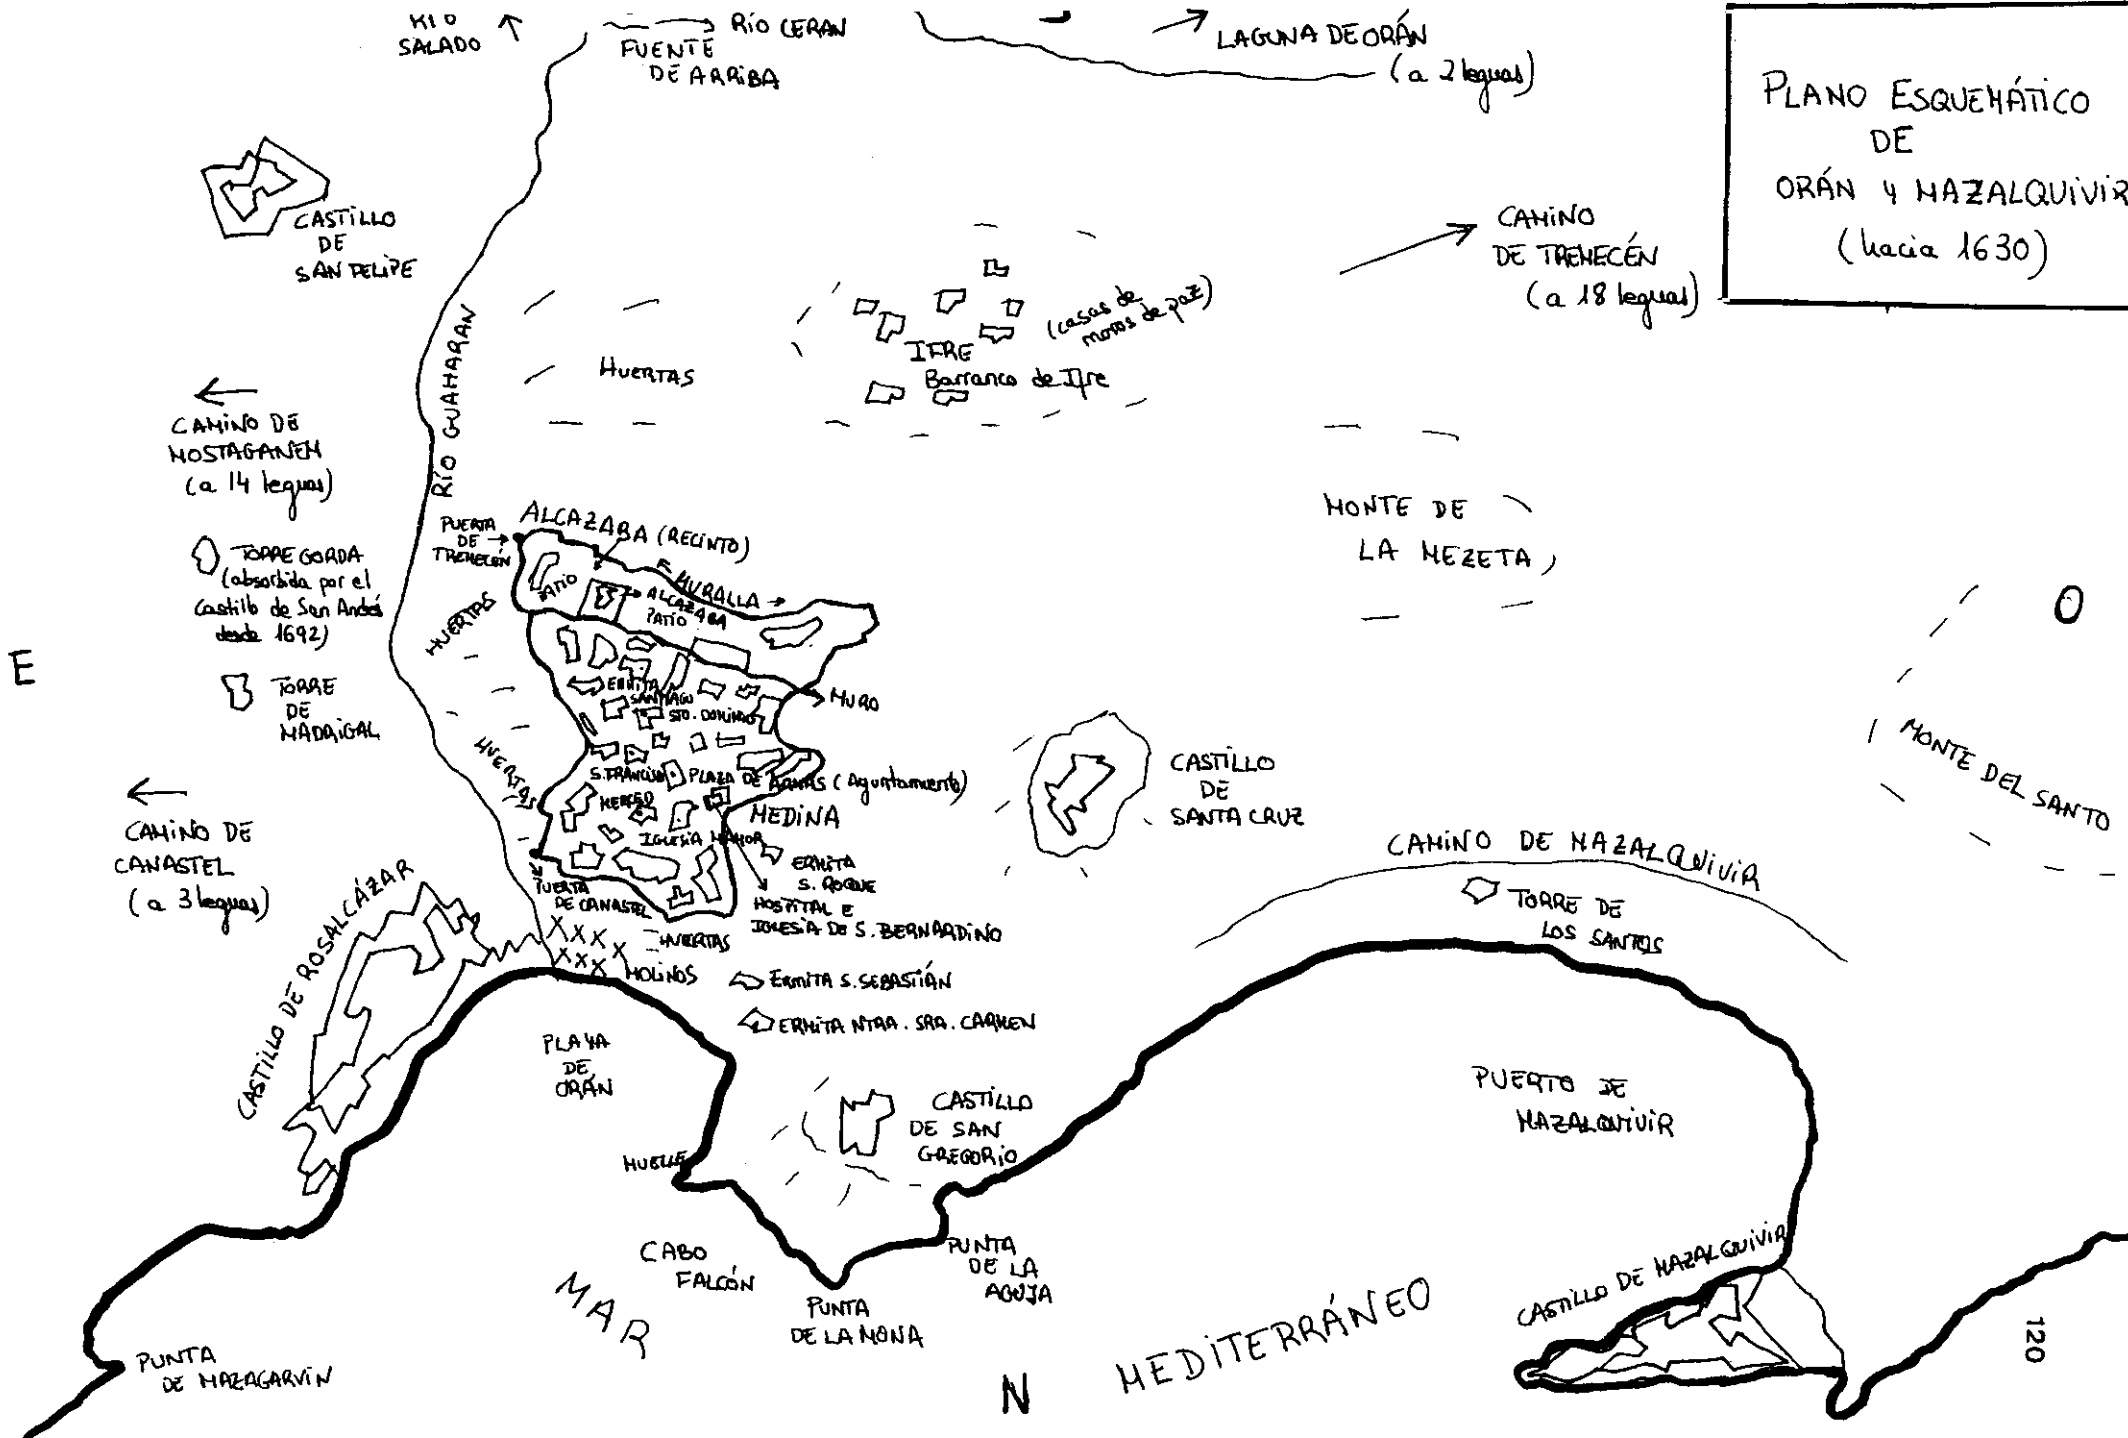 RÍO
SALADO
RÍO CERAN
FUENTE
DE ARRIBA
LAGUNA DE ORÁN
(a 2 leguas)
PLANO ESQUEMÁTICO
DE
ORÁN Y MAZALQUIVIR
(hacia 1630)
CASTILLO
DE
SAN FELIPE
CAMINO
DE TREMECÉN
(a 18 leguas)
(casas de
moros de paz)
IFRE
Barranco de Ifre
HUERTAS
RÍO GUAHARAN
CAMINO DE
MOSTAGANEM
(a 14 leguas)
MONTE DE
LA MEZETA
PUERTA
DE
TREMECÉN
ALCAZABA (RECINTO)
MURALLA
PATIO
ALCAZABA
PATIO
TORRE GORDA
(absorbida por el
Castillo de San Andrés
desde 1692)
HUERTAS
E
O
TORRE
DE
MADRIGAL
ERMITA
SANTIAGO
STO. DOMINGO
MURO
HUERTAS
S. FRANCISCO
PLAZA DE ARMAS (Ayuntamiento)
MERCED
MEDINA
IGLESIA MAYOR
CASTILLO
DE
SANTA CRUZ
MONTE DEL SANTO
CAMINO DE
CANASTEL
(a 3 leguas)
ERMITA
S. ROQUE
HOSPITAL E
IGLESIA DE S. BERNARDINO
PUERTA
DE CANASTEL
CAMINO DE MAZALQUIVIR
TORRE DE
LOS SANTOS
CASTILLO DE ROSALCÁZAR
HUERTAS
MOLINOS
ERMITA S. SEBASTIÁN
ERMITA NTRA. SRA. CARMEN
PLAYA
DE
ORÁN
PUERTO DE
MAZALQUIVIR
CASTILLO
DE SAN
GREGORIO
MUELLE
CABO
FALCÓN
PUNTA
DE LA
AGUJA
PUNTA
DE LA MONA
CASTILLO DE MAZALQUIVIR
MAR
MEDITERRÁNEO
N
PUNTA
DE MAZAGARVIN
120